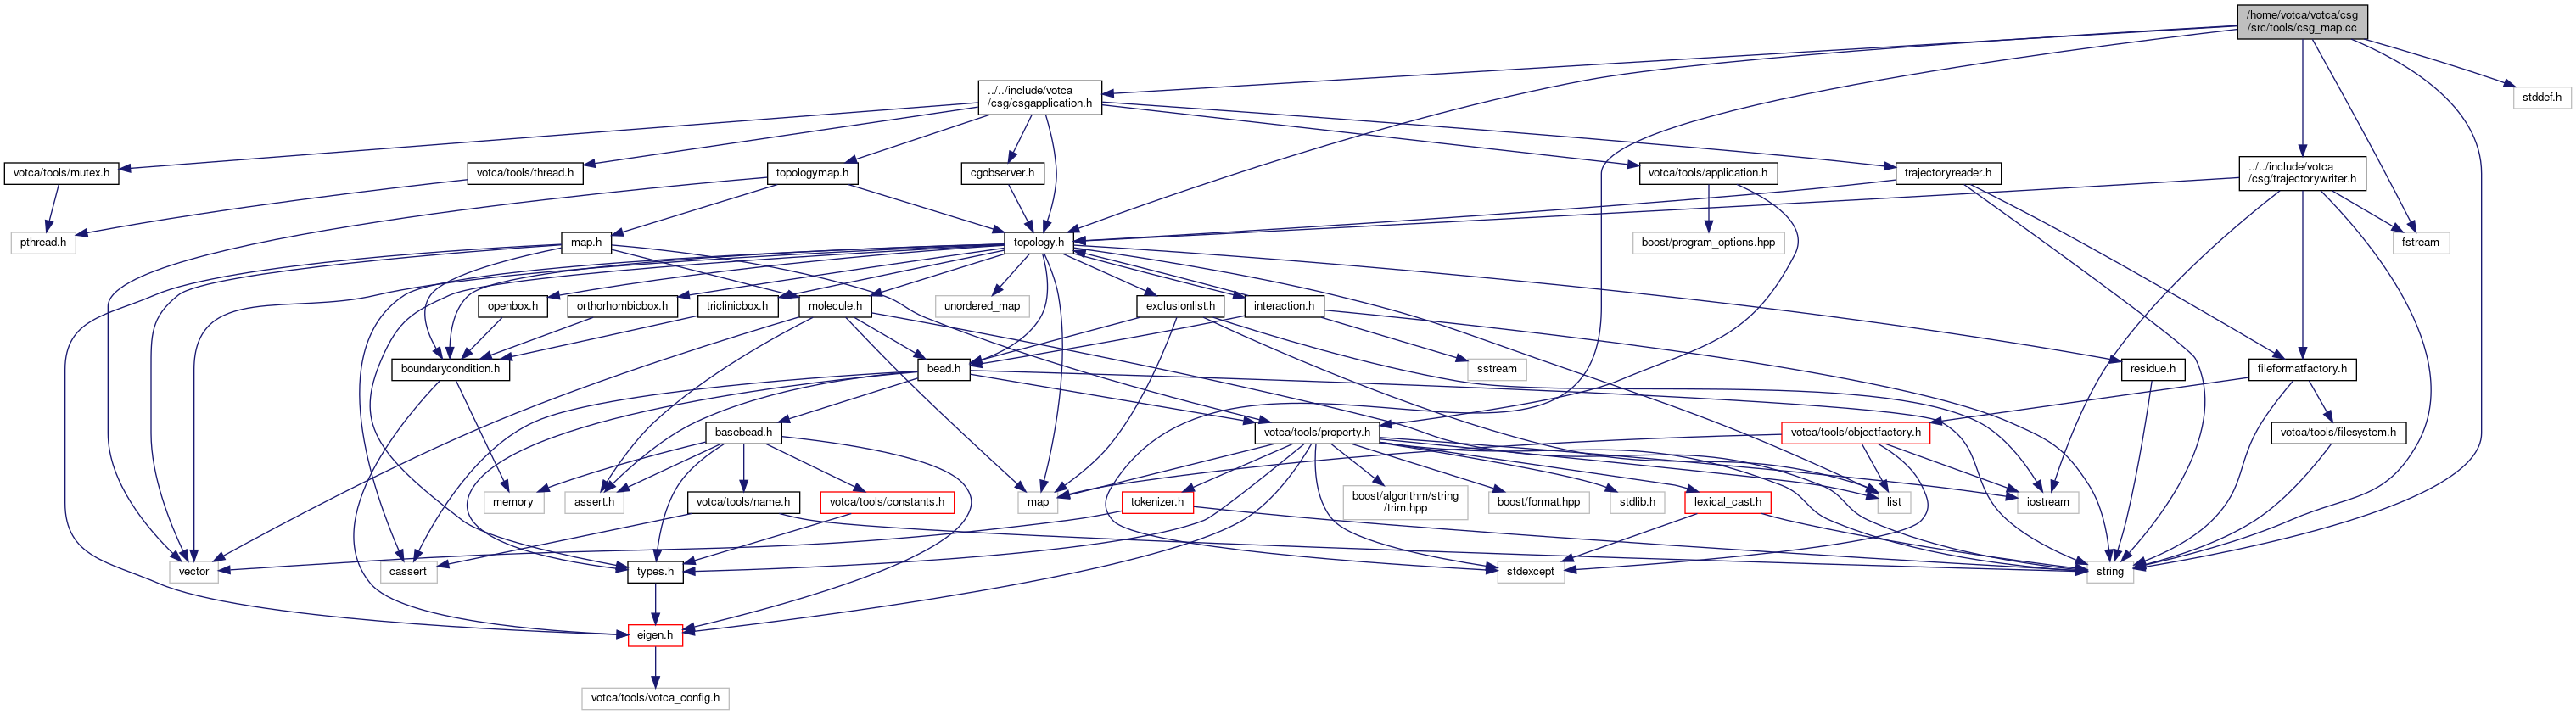 /home/votca/votca/csg
/src/tools/csg_map.cc
../../include/votca
/csg/csgapplication.h
stddef.h
votca/tools/mutex.h
votca/tools/thread.h
topologymap.h
cgobserver.h
votca/tools/application.h
trajectoryreader.h
../../include/votca
/csg/trajectorywriter.h
pthread.h
map.h
topology.h
boost/program_options.hpp
fstream
openbox.h
orthorhombicbox.h
triclinicbox.h
molecule.h
unordered_map
exclusionlist.h
interaction.h
boundarycondition.h
bead.h
sstream
residue.h
fileformatfactory.h
basebead.h
votca/tools/property.h
votca/tools/objectfactory.h
votca/tools/filesystem.h
memory
assert.h
votca/tools/name.h
votca/tools/constants.h
map
tokenizer.h
boost/algorithm/string
/trim.hpp
boost/format.hpp
stdlib.h
lexical_cast.h
list
iostream
vector
cassert
types.h
stdexcept
string
eigen.h
votca/tools/votca_config.h